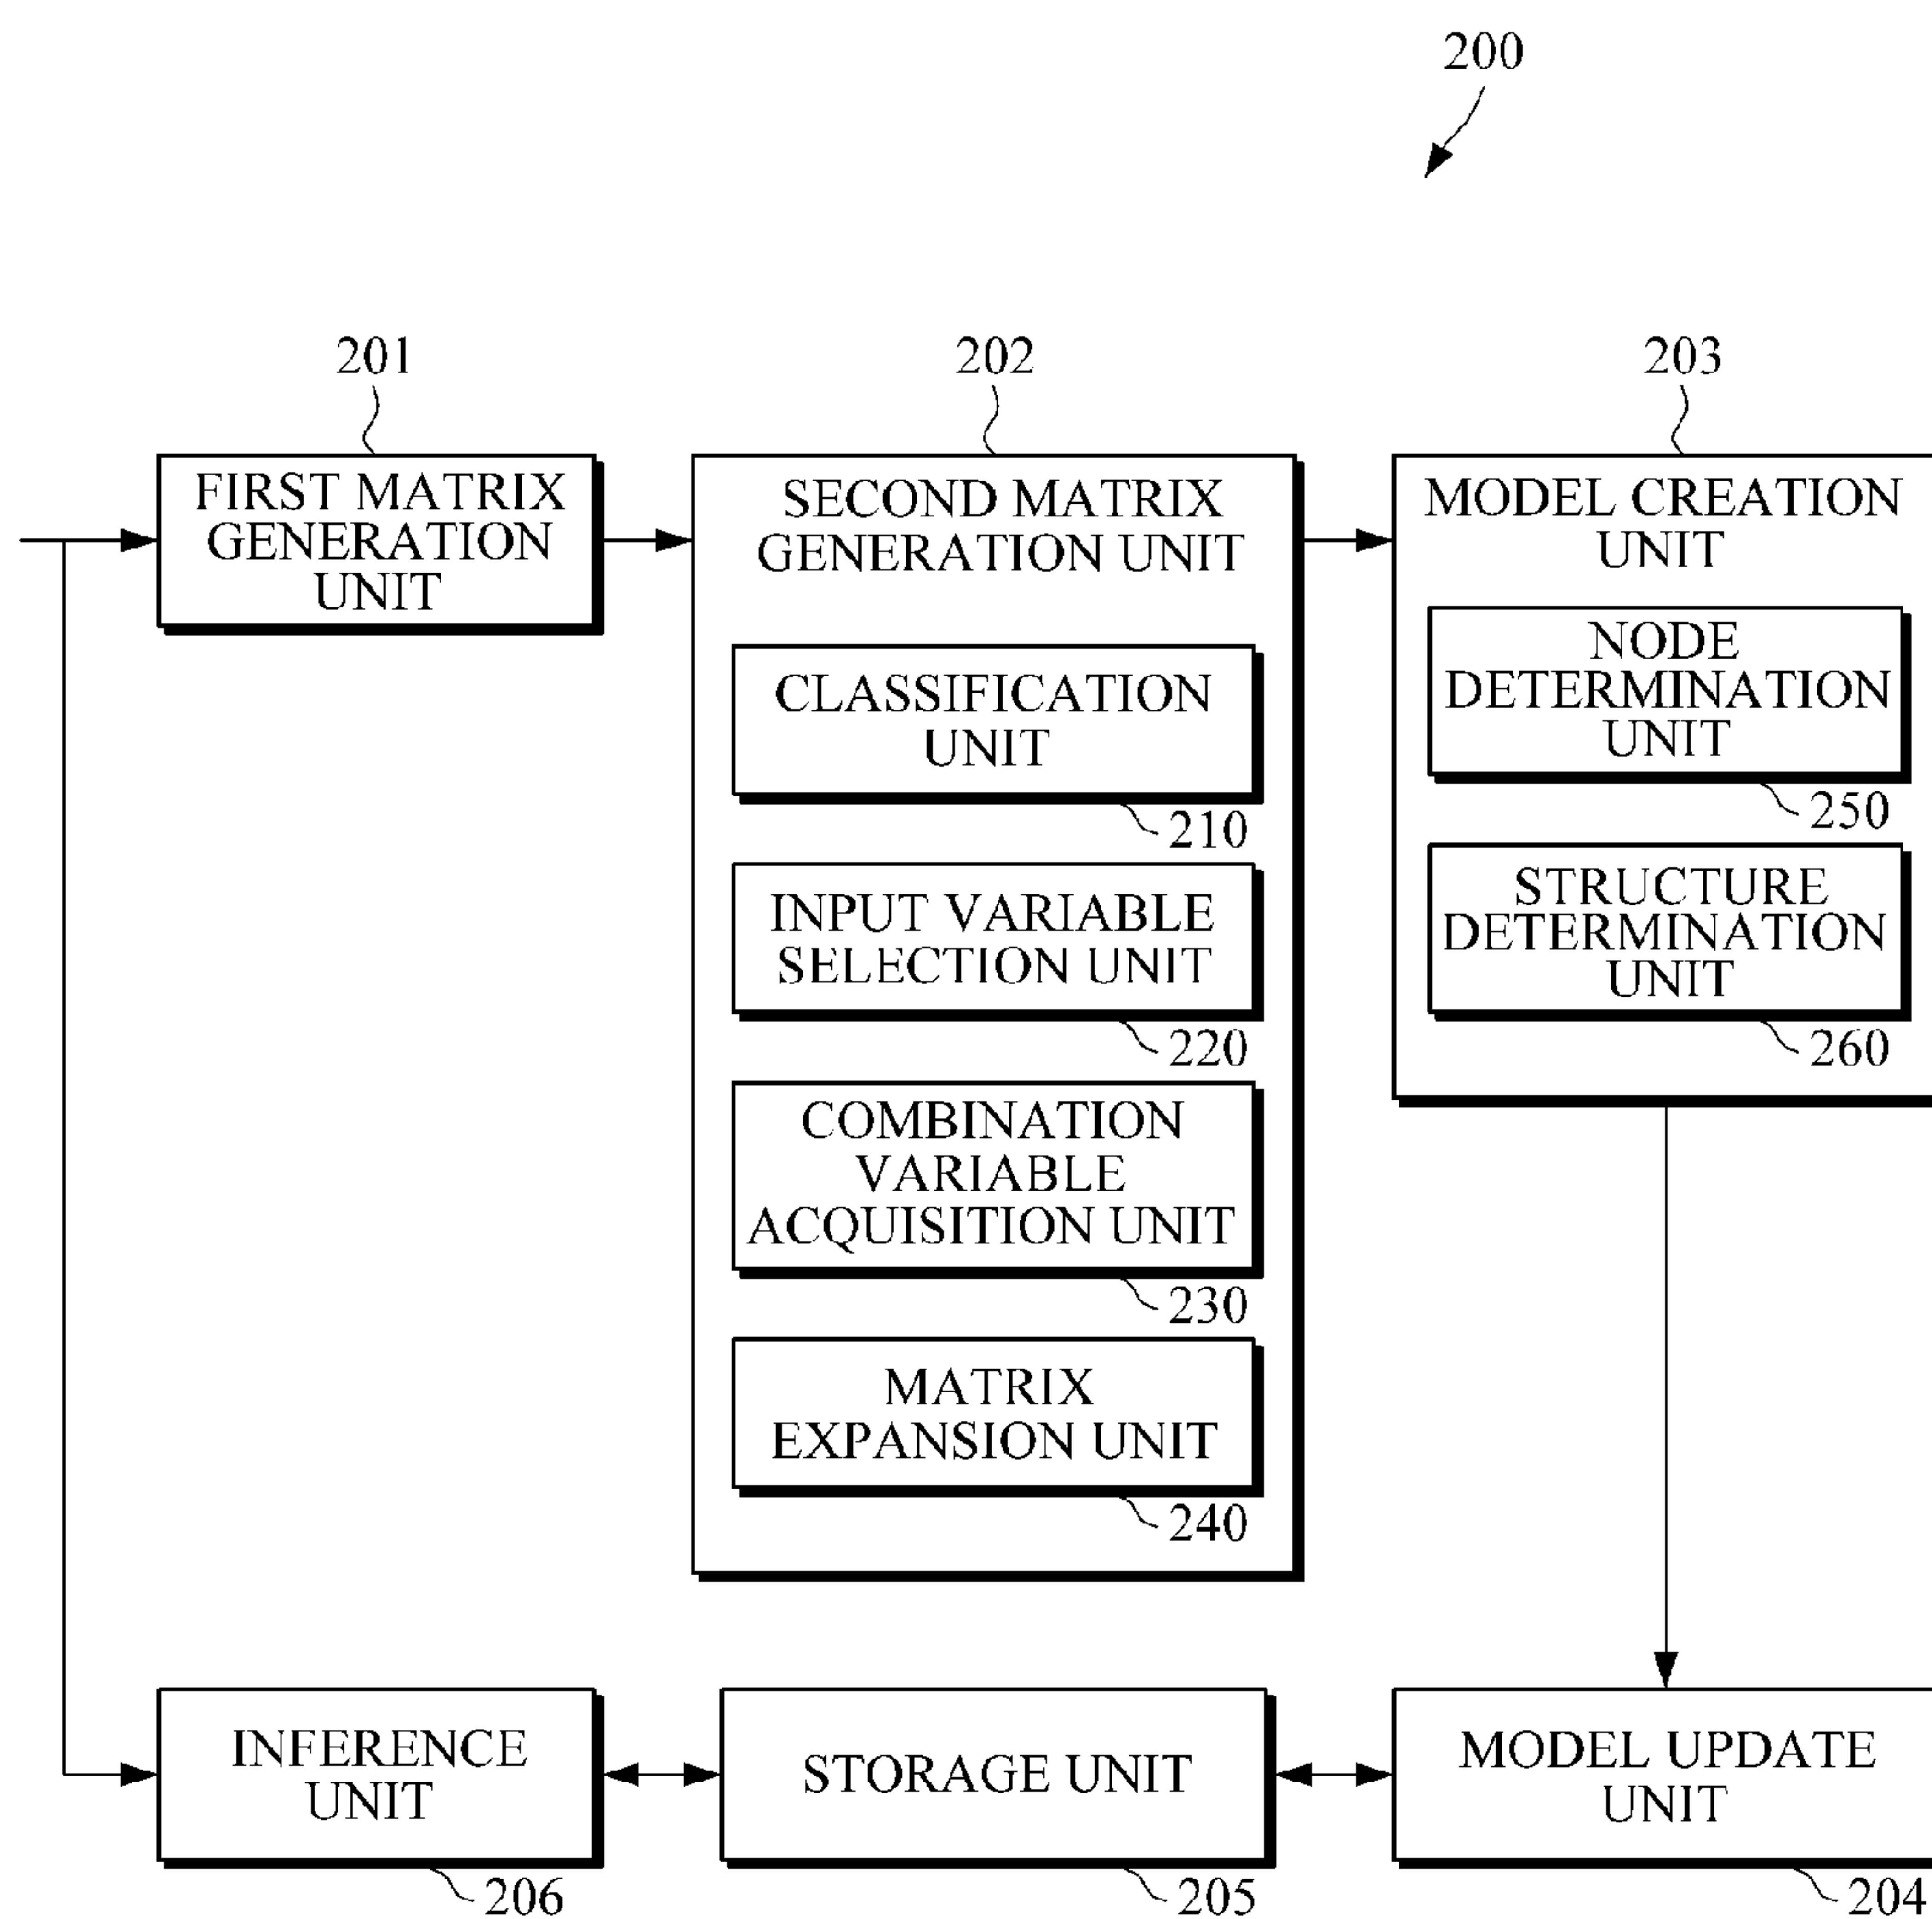 200
201
FIRST MATRIX
GENERATION
UNIT
202
SECOND MATRIX
GENERATION UNIT
CLASSIFICATION
UNIT
210
INPUT VARIABLE
SELECTION UNIT
220
COMBINATION
VARIABLE
ACQUISITION UNIT
230
MATRIX
EXPANSION UNIT
240
203
MODEL CREATION
UNIT
NODE
DETERMINATION
UNIT
250
STRUCTURE
DETERMINATION
UNIT
260
INFERENCE
UNIT
206
STORAGE UNIT
205
MODEL UPDATE
UNIT
204